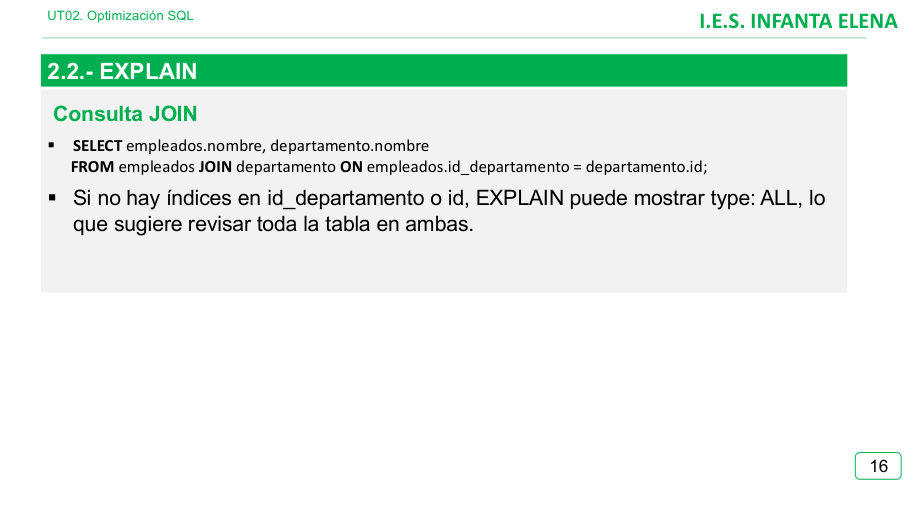 UT02. Optimización SQL
I.E.S. INFANTA ELENA
2.2.- EXPLAIN
Consulta JOIN
▪ SELECT empleados.nombre, departamento.nombre
FROM empleados JOIN departamento ON empleados.id_departamento = departamento.id;
▪ Si no hay índices en id_departamento o id, EXPLAIN puede mostrar type: ALL, lo
que sugiere revisar toda la tabla en ambas.
16